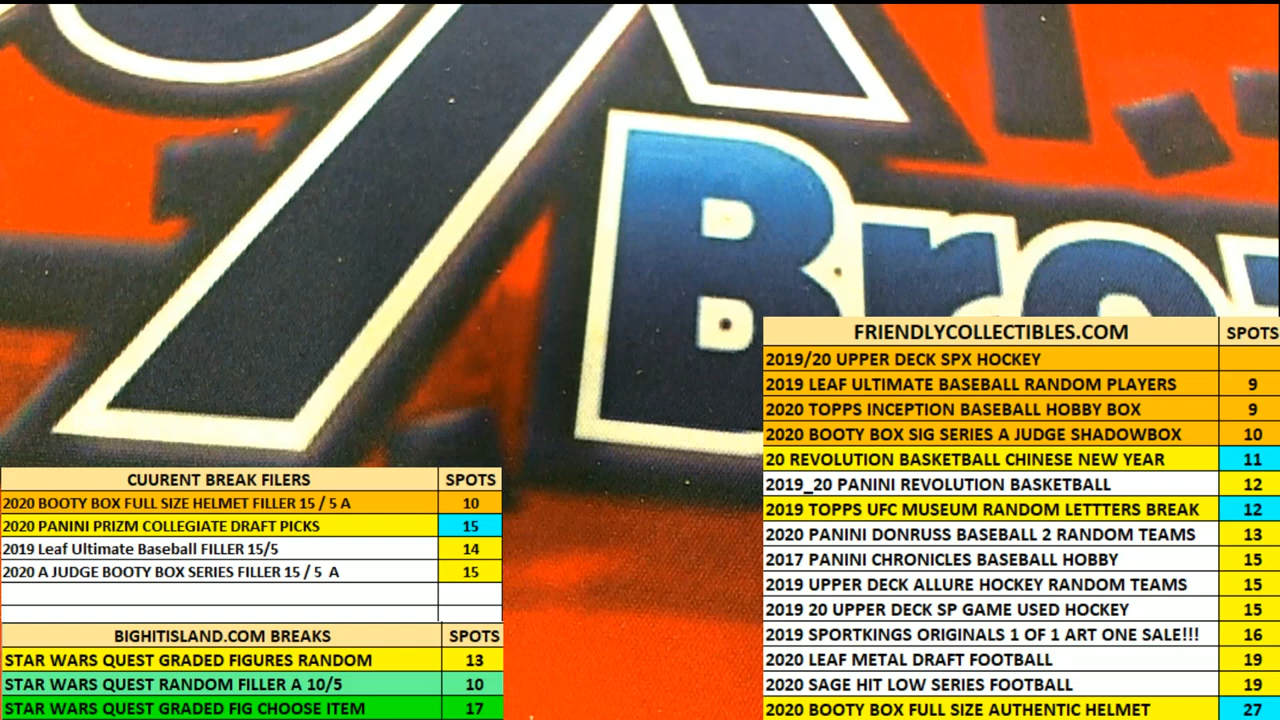 Bro
FRIENDLYCOLLECTIBLES.COM SPOTS
2019/20 UPPER DECK SPX HOCKEY
2019 LEAF ULTIMATE BASEBALL RANDOM PLAYERS 9
2020 TOPPS INCEPTION BASEBALL HOBBY BOX 9
2020 BOOTY BOX SIG SERIES A JUDGE SHADOWBOX 10
20 REVOLUTION BASKETBALL CHINESE NEW YEAR 11
2019_20 PANINI REVOLUTION BASKETBALL 12
2019 TOPPS UFC MUSEUM RANDOM LETTTERS BREAK 12
2020 PANINI DONRUSS BASEBALL 2 RANDOM TEAMS 13
2017 PANINI CHRONICLES BASEBALL HOBBY 15
2019 UPPER DECK ALLURE HOCKEY RANDOM TEAMS 15
2019 20 UPPER DECK SP GAME USED HOCKEY 15
2019 SPORTKINGS ORIGINALS 1 OF 1 ART ONE SALE!!! 16
2020 LEAF METAL DRAFT FOOTBALL 19
2020 SAGE HIT LOW SERIES FOOTBALL 19
2020 BOOTY BOX FULL SIZE AUTHENTIC HELMET 27
CUURENT BREAK FILERS SPOTS
2020 BOOTY BOX FULL SIZE HELMET FILLER 15 / 5 A 10
2020 PANINI PRIZM COLLEGIATE DRAFT PICKS 15
2019 Leaf Ultimate Baseball FILLER 15/5 14
2020 A JUDGE BOOTY BOX SERIES FILLER 15 / 5 A 15
BIGHITISLAND.COM BREAKS SPOTS
STAR WARS QUEST GRADED FIGURES RANDOM 13
STAR WARS QUEST RANDOM FILLER A 10/5 10
STAR WARS QUEST GRADED FIG CHOOSE ITEM 17